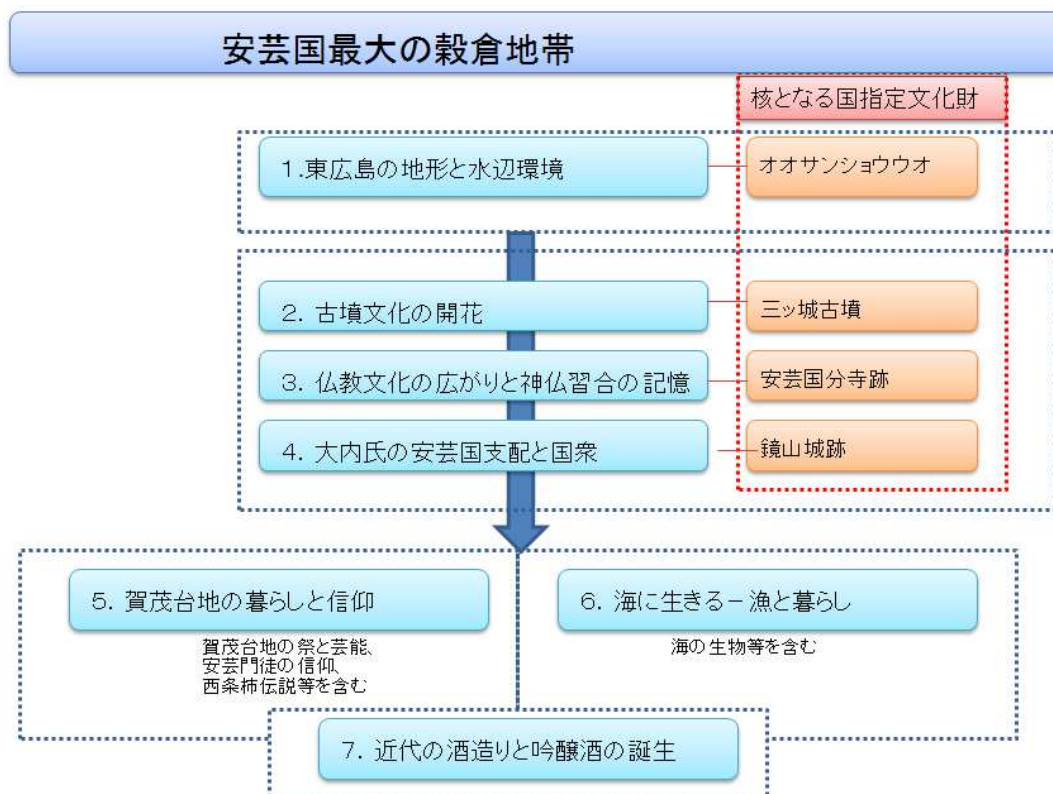 安芸国最大の穀倉地帯
核となる国指定文化財
１.東広島の地形と水辺環境
オオサンショウウオ
２．古墳文化の開花
三ッ城古墳
３．仏教文化の広がりと神仏習合の記憶
安芸国分寺跡
４．大内氏の安芸国支配と国衆
鏡山城跡
５．賀茂台地の暮らしと信仰
賀茂台地の祭と芸能、
安芸門徒の信仰、
西条柿伝説等を含む
６．海に生きる－漁と暮らし
海の生物等を含む
７．近代の酒造りと吟醸酒の誕生